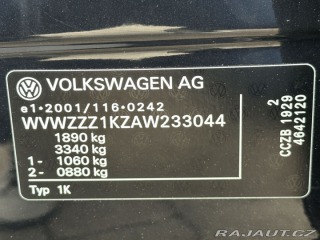 VOLKSWAGEN AG
e1*2001/116*0242
WVWZZZ1KZAW233044
1890 kg
3340 kg
1- 1060 kg
2- 0880 kg
Typ 1K
2
CCZB 1929
4642120
RAJAUT.CZ